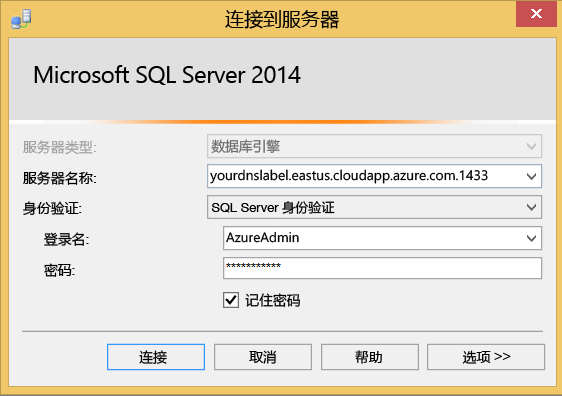 连接到服务器
Microsoft SQL Server 2014
服务器类型: 数据库引擎
服务器名称: yourdnslabel.eastus.cloudapp.azure.com.1433
身份验证: SQL Server 身份验证
登录名: AzureAdmin
密码: ***********
记住密码
连接 取消 帮助 选项 >>